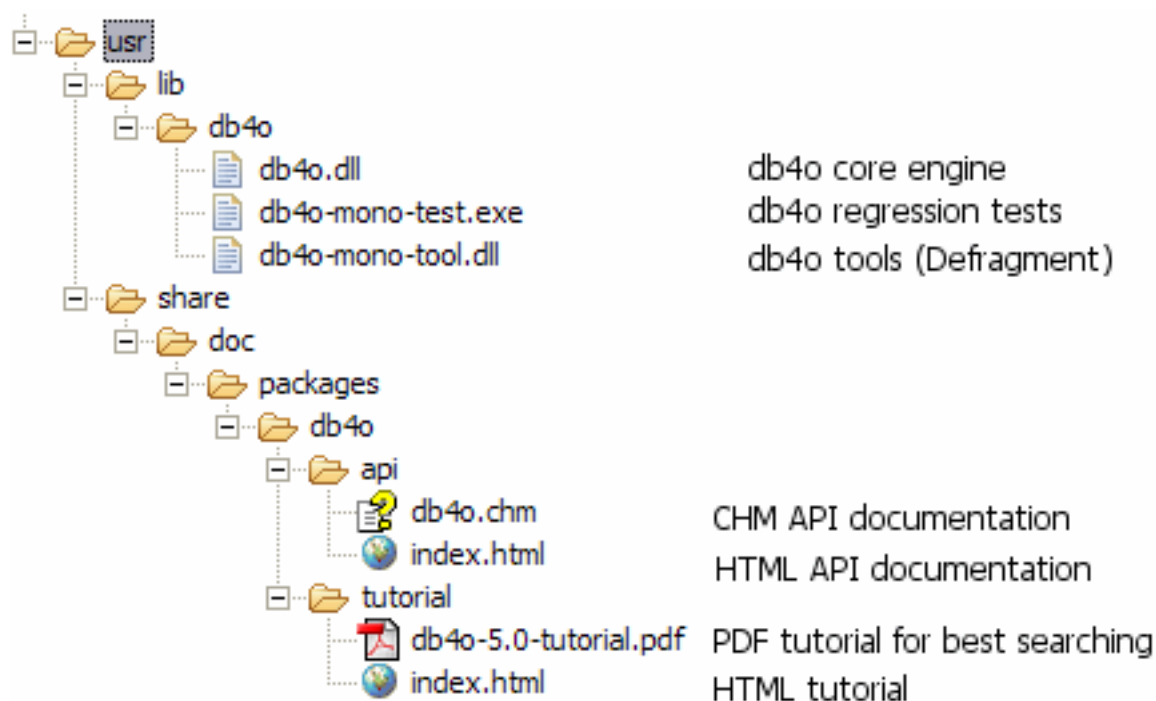 usr
lib
db4o
db4o.dll db4o core engine
db4o-mono-test.exe db4o regression tests
db4o-mono-tool.dll db4o tools (Defragment)
share
doc
packages
db4o
api
db4o.chm CHM API documentation
index.html HTML API documentation
tutorial
db4o-5.0-tutorial.pdf PDF tutorial for best searching
index.html HTML tutorial